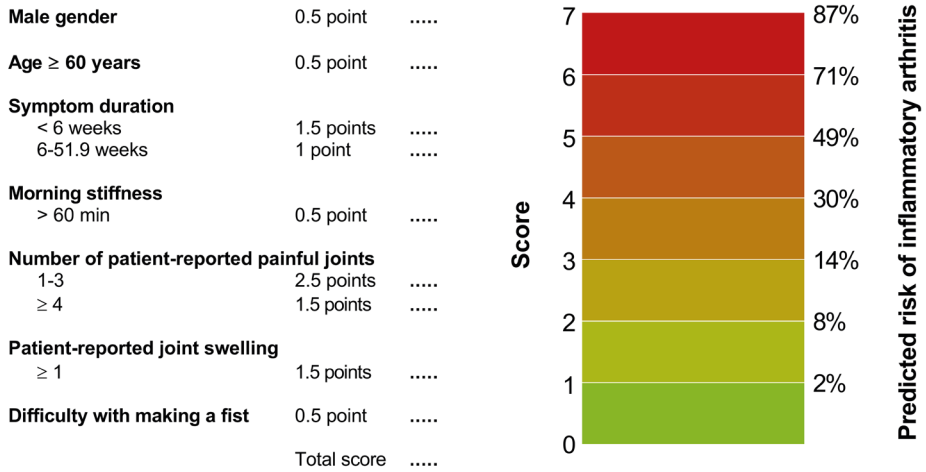 Male gender 0.5 point .....
Age ≥ 60 years 0.5 point .....
Symptom duration
< 6 weeks 1.5 points .....
6-51.9 weeks 1 point .....
Morning stiffness
> 60 min 0.5 point .....
Number of patient-reported painful joints
1-3 2.5 points .....
≥ 4 1.5 points .....
Patient-reported joint swelling
≥ 1 1.5 points .....
Difficulty with making a fist 0.5 point .....
Total score .....
Score
7 87%
6 71%
5 49%
4 30%
3 14%
2 8%
1 2%
0
Predicted risk of inflammatory arthritis